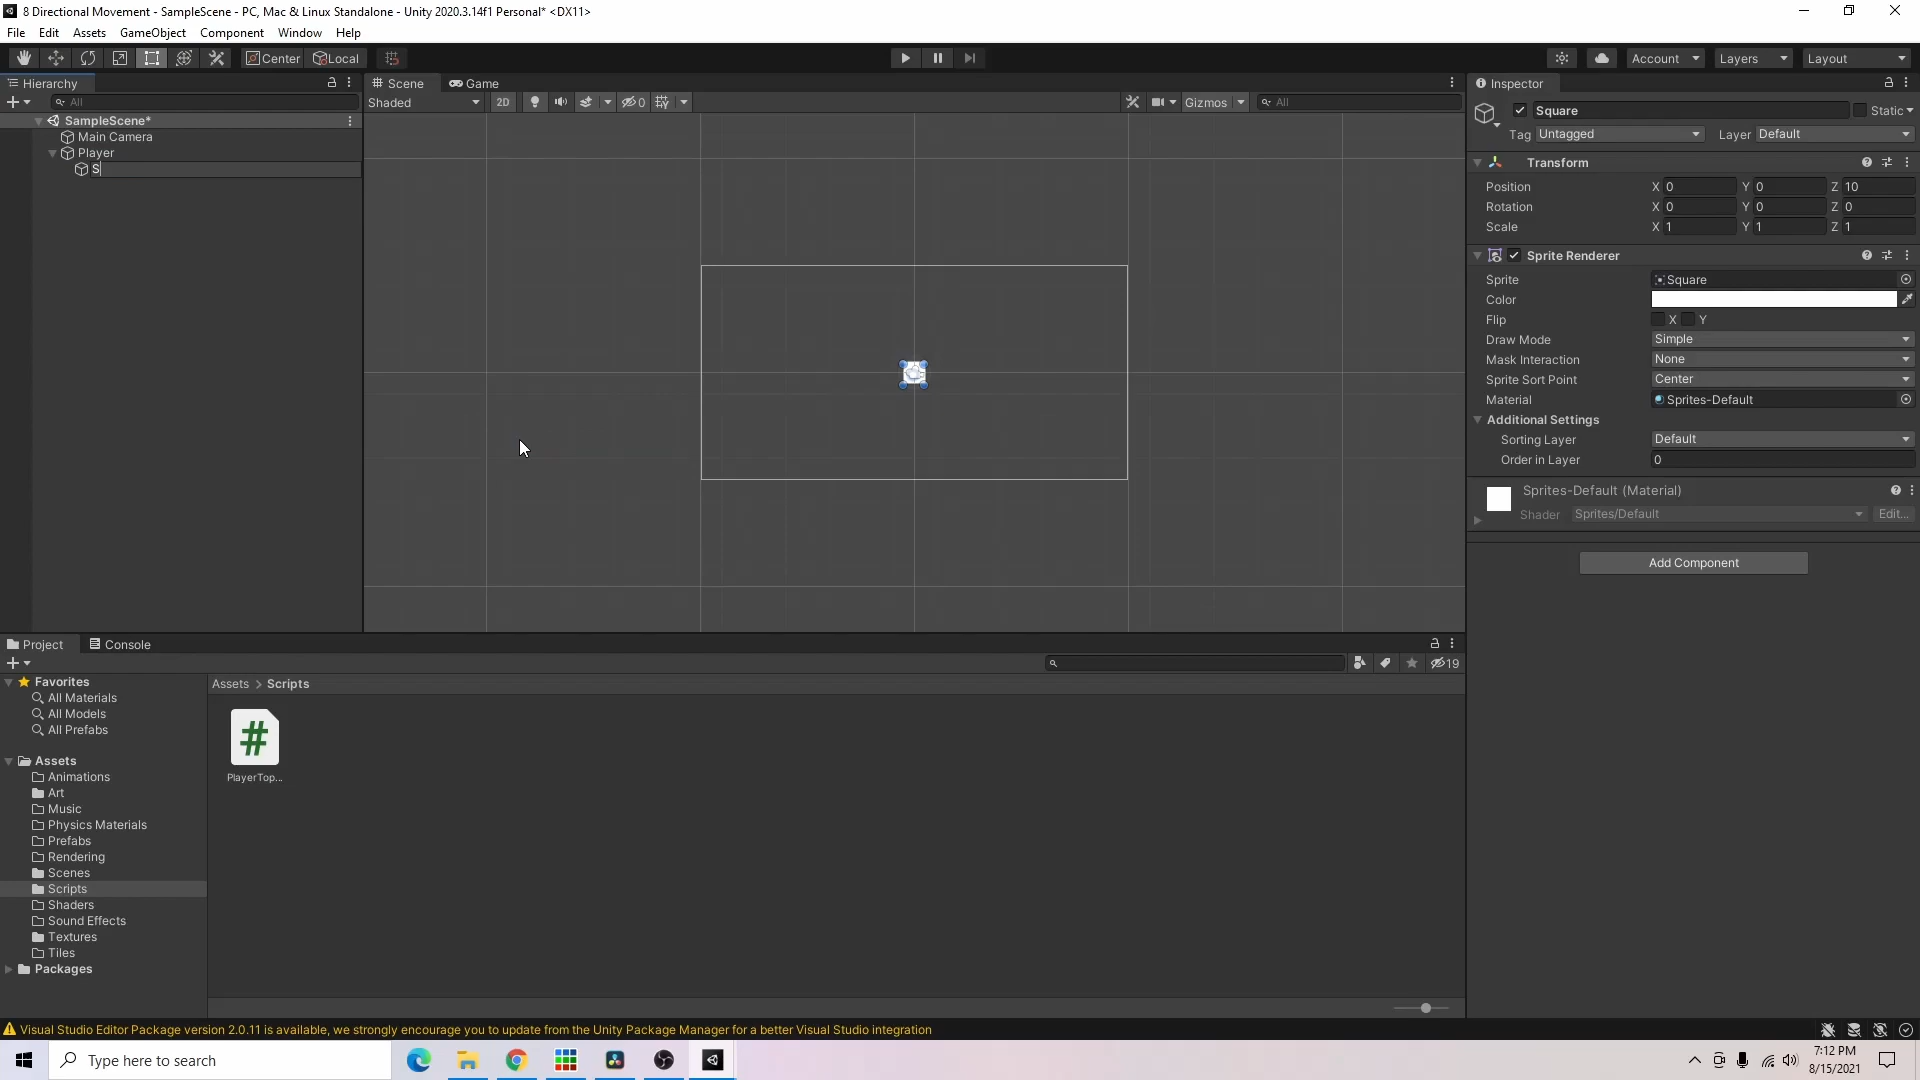 8 Directional Movement - SampleScene - PC, Mac & Linux Standalone - Unity 2020.3.14f1 Personal* <DX11>
File Edit Assets GameObject Component Window Help
Center Local Account Layers Layout
Hierarchy Scene Game Inspector
All Shaded 2D 0 Gizmos All
Square Static
SampleScene*
Main Camera
Player
S
Tag Untagged Layer Default
Transform
Position X 0 Y 0 Z 10
Rotation X 0 Y 0 Z 0
Scale X 1 Y 1 Z 1
Sprite Renderer
Sprite Square
Color
Flip X Y
Draw Mode Simple
Mask Interaction None
Sprite Sort Point Center
Material Sprites-Default
Additional Settings
Sorting Layer Default
Order in Layer 0
Sprites-Default (Material)
Shader Sprites/Default Edit...
Add Component
Project Console
19
Favorites
All Materials
All Models
All Prefabs
Assets
Animations
Art
Music
Physics Materials
Prefabs
Rendering
Scenes
Scripts
Shaders
Sound Effects
Textures
Tiles
Packages
Assets > Scripts
#
PlayerTop...
Visual Studio Editor Package version 2.0.11 is available, we strongly encourage you to update from the Unity Package Manager for a better Visual Studio integration
Type here to search
7:12 PM
8/15/2021